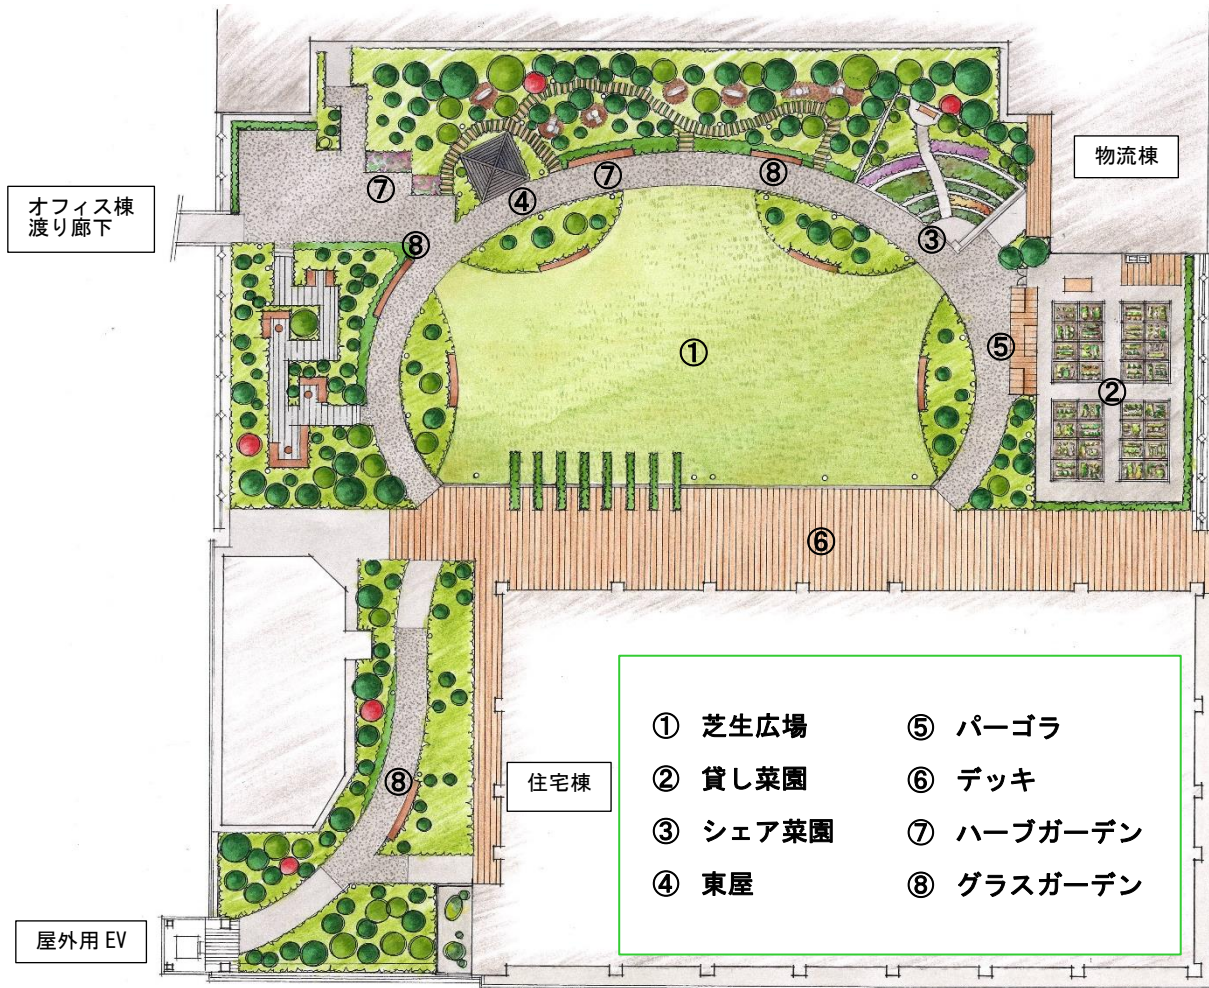 物流棟
⑦
⑧
⑦
④
オフィス棟
渡り廊下
⑧
③
①
⑤
②
⑥
① 芝生広場
② 貸し菜園
③ シェア菜園
④ 東屋
⑤ パーゴラ
⑥ デッキ
⑦ ハーブガーデン
⑧ グラスガーデン
住宅棟
⑧
屋外用 EV